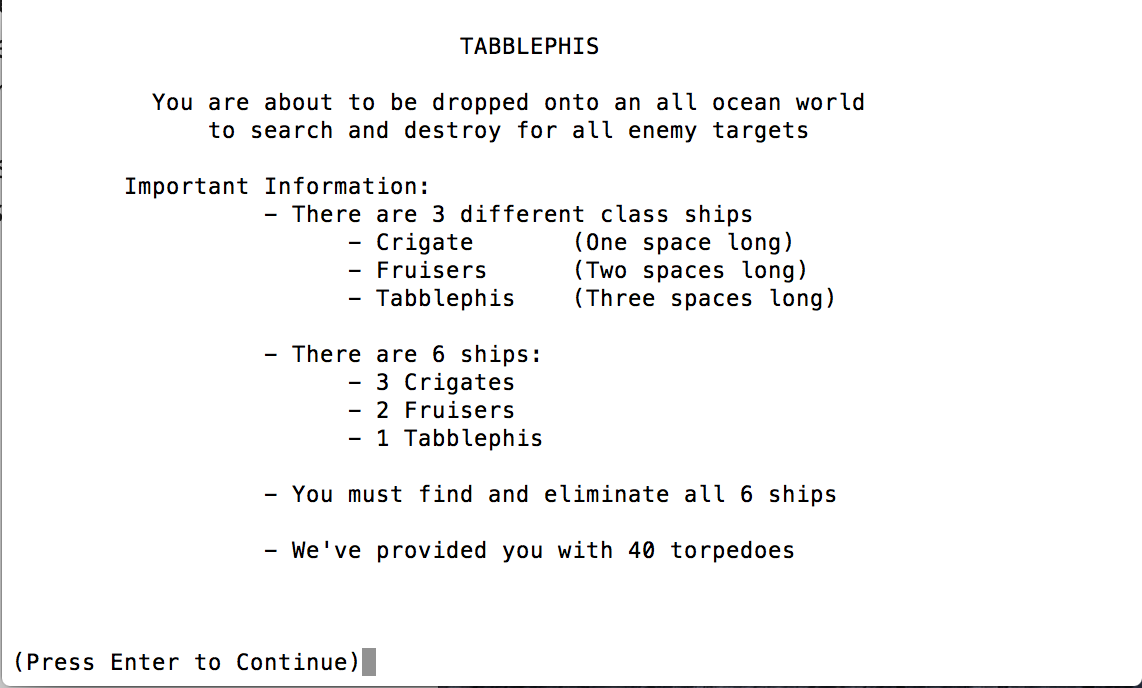 TABBLEPHIS
You are about to be dropped onto an all ocean world
to search and destroy for all enemy targets
Important Information:
- There are 3 different class ships
- Crigate (One space long)
- Fruisers (Two spaces long)
- Tabblephis (Three spaces long)
- There are 6 ships:
- 3 Crigates
- 2 Fruisers
- 1 Tabblephis
- You must find and eliminate all 6 ships
- We've provided you with 40 torpedoes
(Press Enter to Continue)